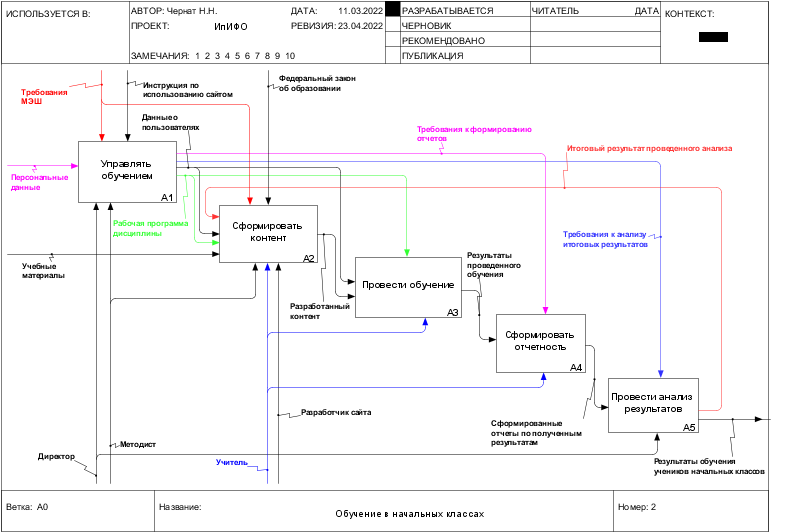 ИСПОЛЬЗУЕТСЯ В:
АВТОР: Чернат Н.Н.
ДАТА: 11.03.2022
РАЗРАБАТЫВАЕТСЯ
ЧИТАТЕЛЬ
ДАТА
КОНТЕКСТ:
ПРОЕКТ: ИпИФО
РЕВИЗИЯ: 23.04.2022
ЧЕРНОВИК
РЕКОМЕНДОВАНО
ЗАМЕЧАНИЯ: 1 2 3 4 5 6 7 8 9 10
ПУБЛИКАЦИЯ
Требования
МЭШ
Инструкция по
использованию сайтом
Федеральный закон
об образовании
Данные о
пользователях
Требования к формированию
отчетов
Итоговый результат проведенного анализа
Управлять
обучением
A1
Персональные
данные
Рабочая программа
дисциплины
Сформировать
контент
A2
Требования к анализу
итоговых результатов
Учебные
материалы
Результаты
проведенного
обучения
Провести обучение
A3
Разработанный
контент
Сформировать
отчетность
A4
Провести анализ
результатов
A5
Разработчик сайта
Сформированные
отчеты по полученным
результатам
Методист
Директор
Учитель
Результаты обучения
учеников начальных классов
Ветка: A0
Название:
Обучение в начальных классах
Номер: 2